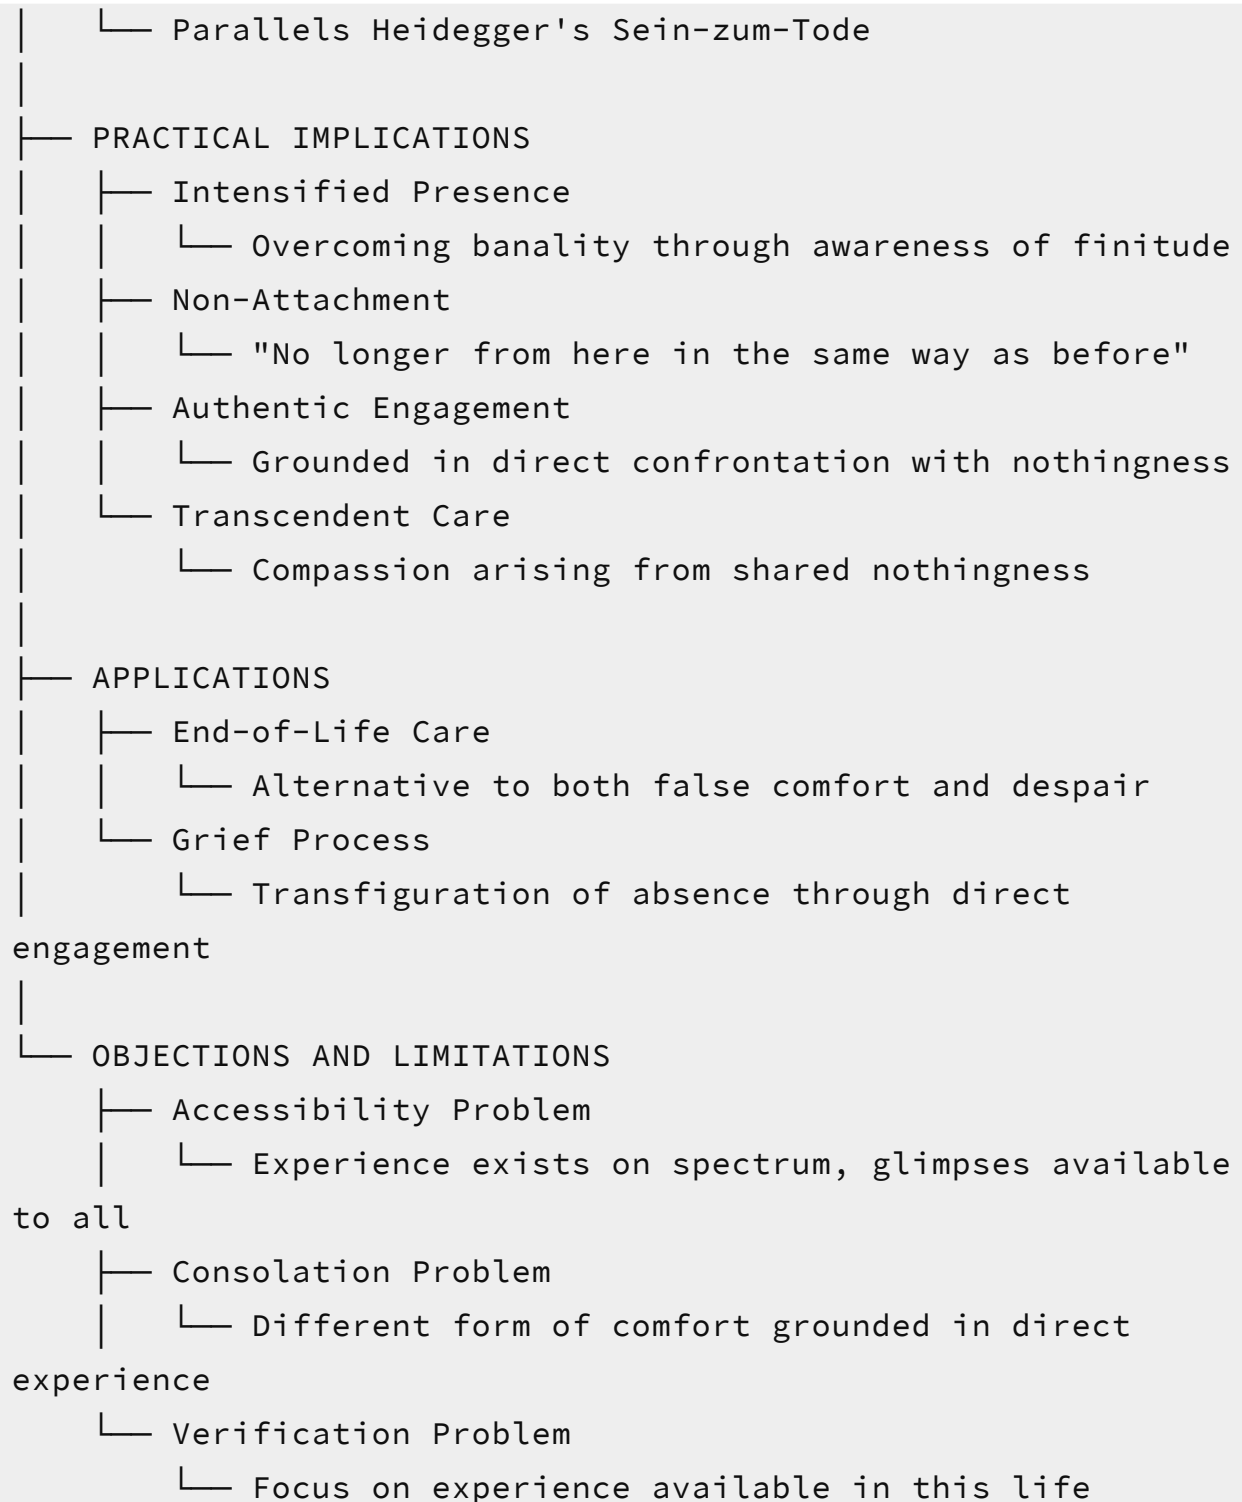 │   └── Parallels Heidegger's Sein-zum-Tode
│
├── PRACTICAL IMPLICATIONS
│   ├── Intensified Presence
│   │   └── Overcoming banality through awareness of finitude
│   ├── Non-Attachment
│   │   └── "No longer from here in the same way as before"
│   ├── Authentic Engagement
│   │   └── Grounded in direct confrontation with nothingness
│   └── Transcendent Care
│       └── Compassion arising from shared nothingness
│
├── APPLICATIONS
│   ├── End-of-Life Care
│   │   └── Alternative to both false comfort and despair
│   └── Grief Process
│       └── Transfiguration of absence through direct
engagement
│
└── OBJECTIONS AND LIMITATIONS
    ├── Accessibility Problem
    │   └── Experience exists on spectrum, glimpses available
to all
    ├── Consolation Problem
    │   └── Different form of comfort grounded in direct
experience
    └── Verification Problem
        └── Focus on experience available in this life